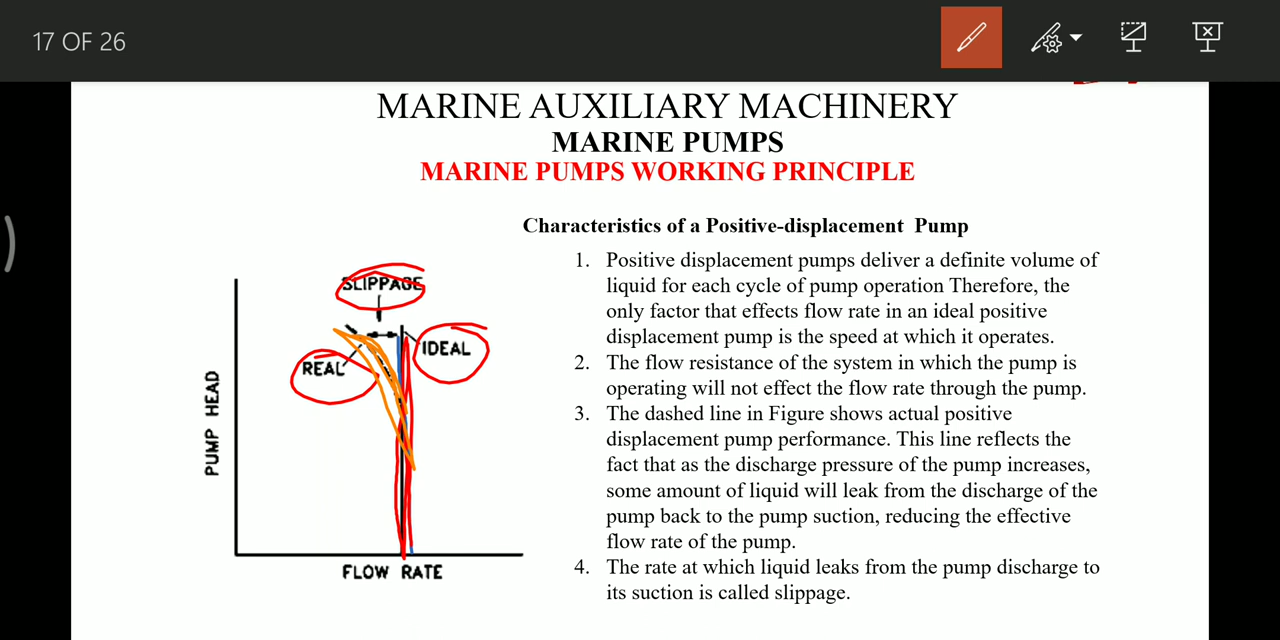 17 OF 26
MARINE AUXILIARY MACHINERY
MARINE PUMPS
MARINE PUMPS WORKING PRINCIPLE
Characteristics of a Positive-displacement Pump
1. Positive displacement pumps deliver a definite volume of
liquid for each cycle of pump operation Therefore, the
only factor that effects flow rate in an ideal positive
displacement pump is the speed at which it operates.
2. The flow resistance of the system in which the pump is
operating will not effect the flow rate through the pump.
3. The dashed line in Figure shows actual positive
displacement pump performance. This line reflects the
fact that as the discharge pressure of the pump increases,
some amount of liquid will leak from the discharge of the
pump back to the pump suction, reducing the effective
flow rate of the pump.
4. The rate at which liquid leaks from the pump discharge to
its suction is called slippage.
SLIPPAGE
IDEAL
REAL
PUMP HEAD
FLOW RATE